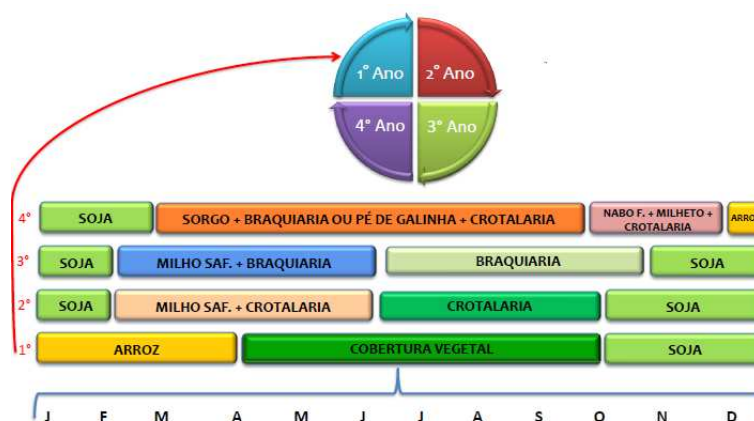 1° Ano
2° Ano
4° Ano
3° Ano
4°
SOJA
SORGO + BRAQUIARIA OU PÉ DE GALINHA + CROTALARIA
NABO F. + MILHETO +
CROTALARIA
ARRO
3°
SOJA
MILHO SAF. + BRAQUIARIA
BRAQUIARIA
SOJA
2°
SOJA
MILHO SAF. + CROTALARIA
CROTALARIA
SOJA
1°
ARROZ
COBERTURA VEGETAL
SOJA
J F M A M J J A S O N D